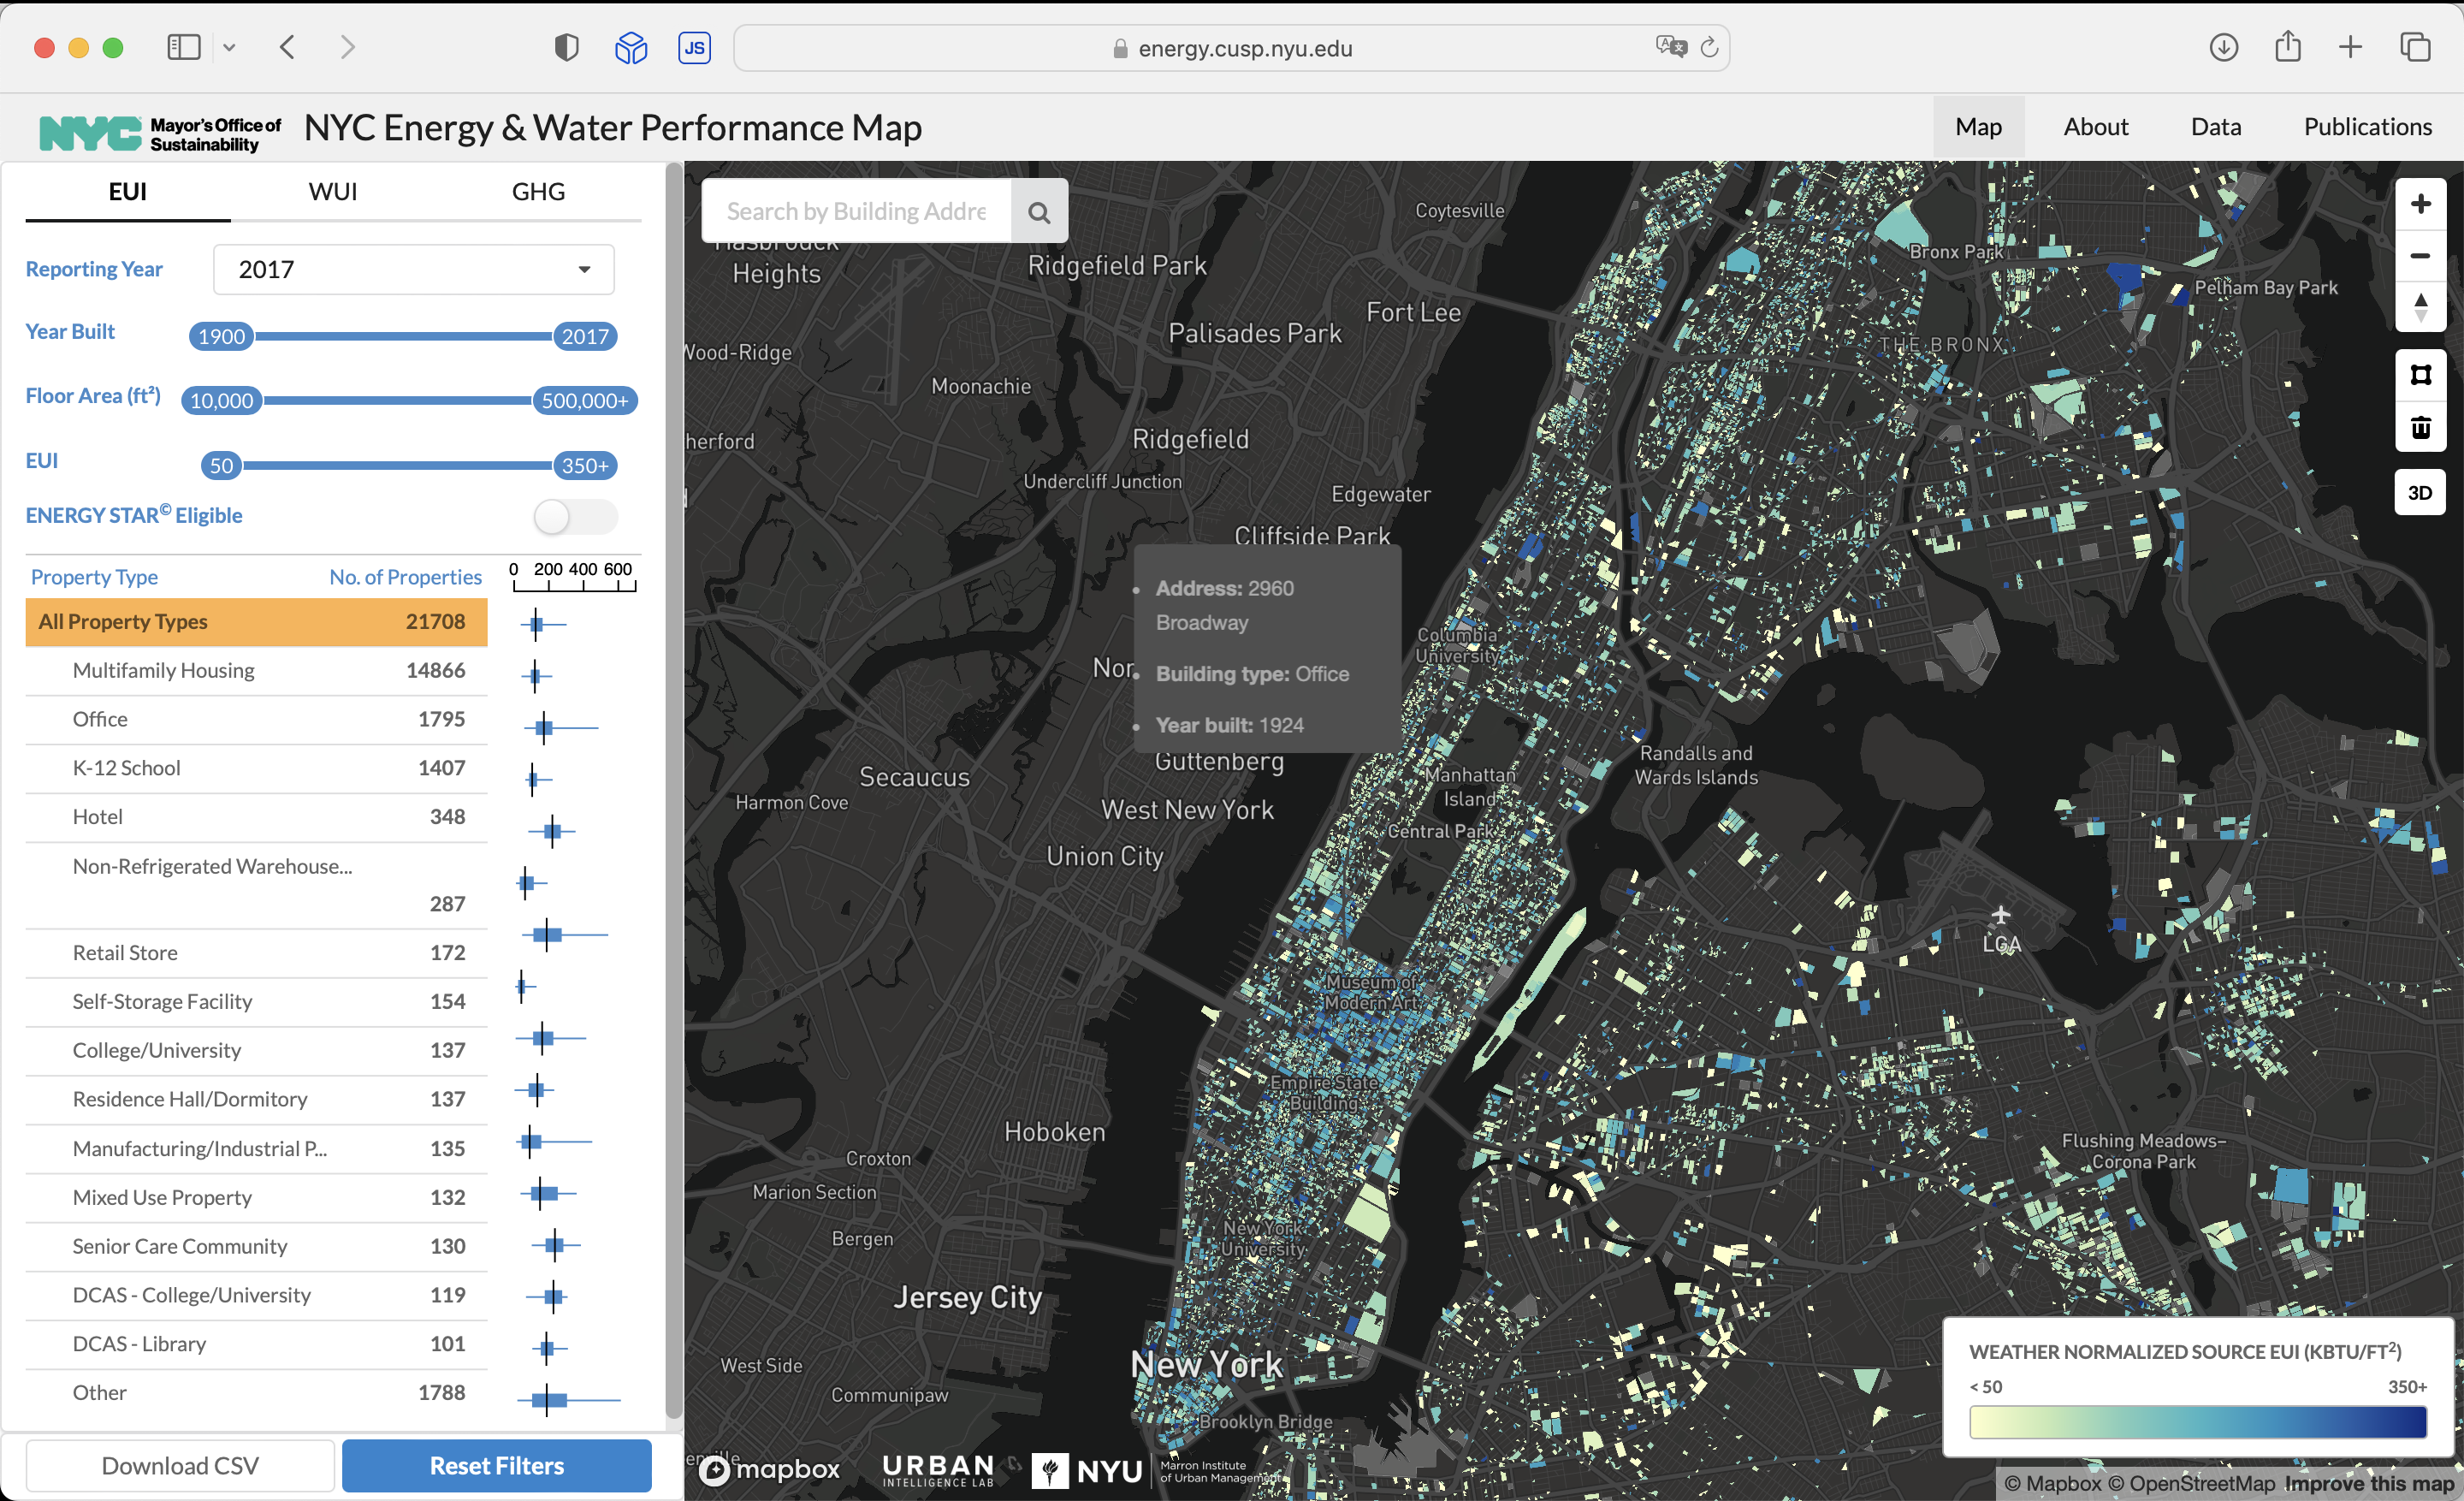 JS
energy.cusp.nyu.edu
NYC Mayor's Office of Sustainability
NYC Energy & Water Performance Map
Map
About
Data
Publications
EUI
WUI
GHG
Reporting Year
2017
Year Built
1900
2017
Floor Area (ft²)
10,000
500,000+
EUI
50
350+
ENERGY STAR© Eligible
Property Type
No. of Properties
0 200 400 600
All Property Types 21708
Multifamily Housing 14866
Office 1795
K-12 School 1407
Hotel 348
Non-Refrigerated Warehouse...
287
Retail Store 172
Self-Storage Facility 154
College/University 137
Residence Hall/Dormitory 137
Manufacturing/Industrial P... 135
Mixed Use Property 132
Senior Care Community 130
DCAS - College/University 119
DCAS - Library 101
Other 1788
Download CSV
Reset Filters
Search by Building Addre
Hasbrouck
Heights
Coytesville
Ridgefield Park
Fort Lee
Palisades Park
Wood-Ridge
Moonachie
herford
Ridgefield
Undercliff Junction
Edgewater
Cliffside Park
Address: 2960
Broadway
Building type: Office
Year built: 1924
Nor
Columbia
University
Guttenberg
Secaucus
Harmon Cove
West New York
Union City
Manhattan
Island
Central Park
Randalls and
Wards Islands
Bronx Park
Pelham Bay Park
THE BRONX
LGA
Museum of
Modern Art
Empire State
Building
Hoboken
Croxton
Marion Section
Bergen
New York
University
Flushing Meadows–
Corona Park
Jersey City
New York
West Side
Communipaw
Brooklyn Bridge
enville
3D
WEATHER NORMALIZED SOURCE EUI (KBTU/FT²)
< 50
350+
mapbox
URBAN
INTELLIGENCE LAB
NYU
Marron Institute
of Urban Management
© Mapbox © OpenStreetMap Improve this map